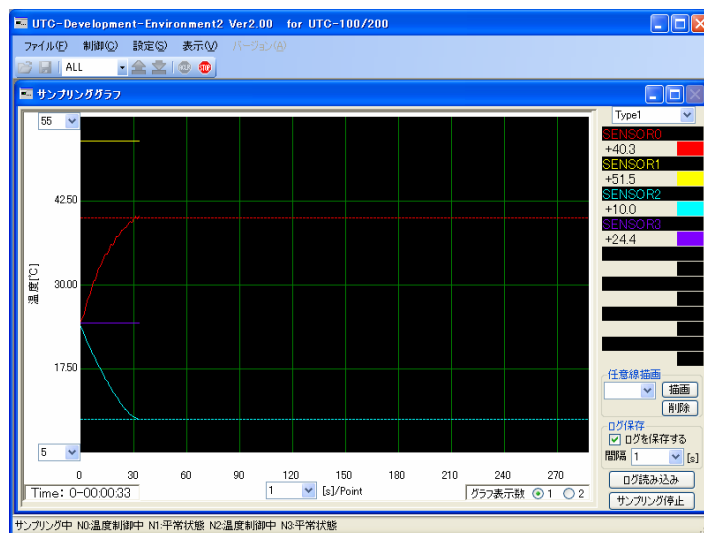 UTC-Development-Environment2 Ver2.00 for UTC-100/200
ファイル(F) 制御(C) 設定(S) 表示(V) バージョン(A)
ALL STOP
サンプリンググラフ
55
42.50
30.00
17.50
5
温度[℃]
0 30 60 90 120 150 180 210 240 270
Time: 0-00:00:33
1 [s]/Point
グラフ表示数 1 2
Type1
SENSOR0
+40.3
SENSOR1
+51.5
SENSOR2
+10.0
SENSOR3
+24.4
任意線描画
描画
削除
ログ保存
ログを保存する
間隔 1 [s]
ログ読み込み
サンプリング停止
サンプリング中 N0:温度制御中 N1:平常状態 N2:温度制御中 N3:平常状態